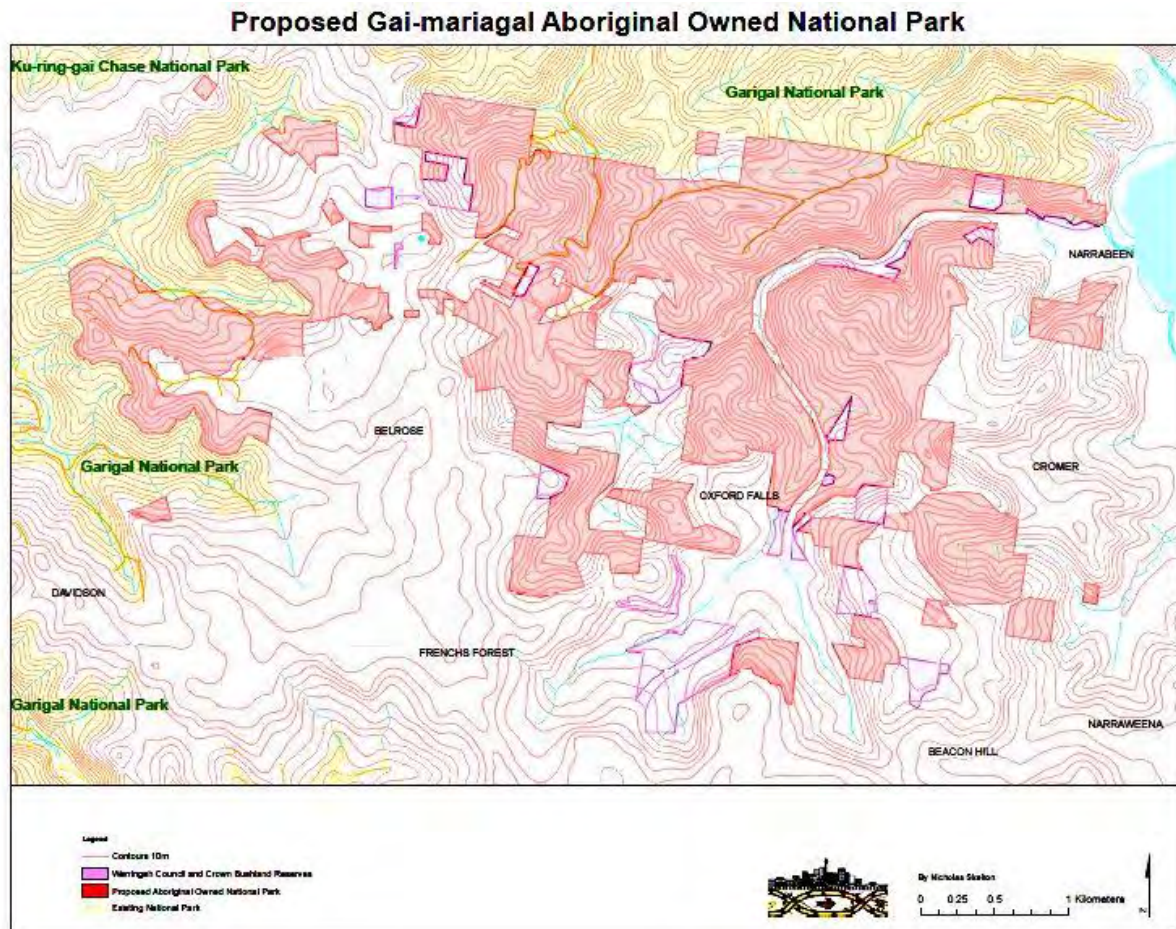 Proposed Gai-mariagal Aboriginal Owned National Park
Ku-ring-gai Chase National Park
Garigal National Park
NARRABEEN
BELROSE
Garigal National Park
CROMER
OXFORD FALLS
DAVIDSON
FRENCHS FOREST
Garigal National Park
NARRAWEENA
BEACON HILL
Legend
Contours 10m
Warringah Council and Crown Bushland Reserves
Proposed Aboriginal Owned National Park
Existing National Park
By Nicholas Skelton
0 0.25 0.5 1 Kilometers
N